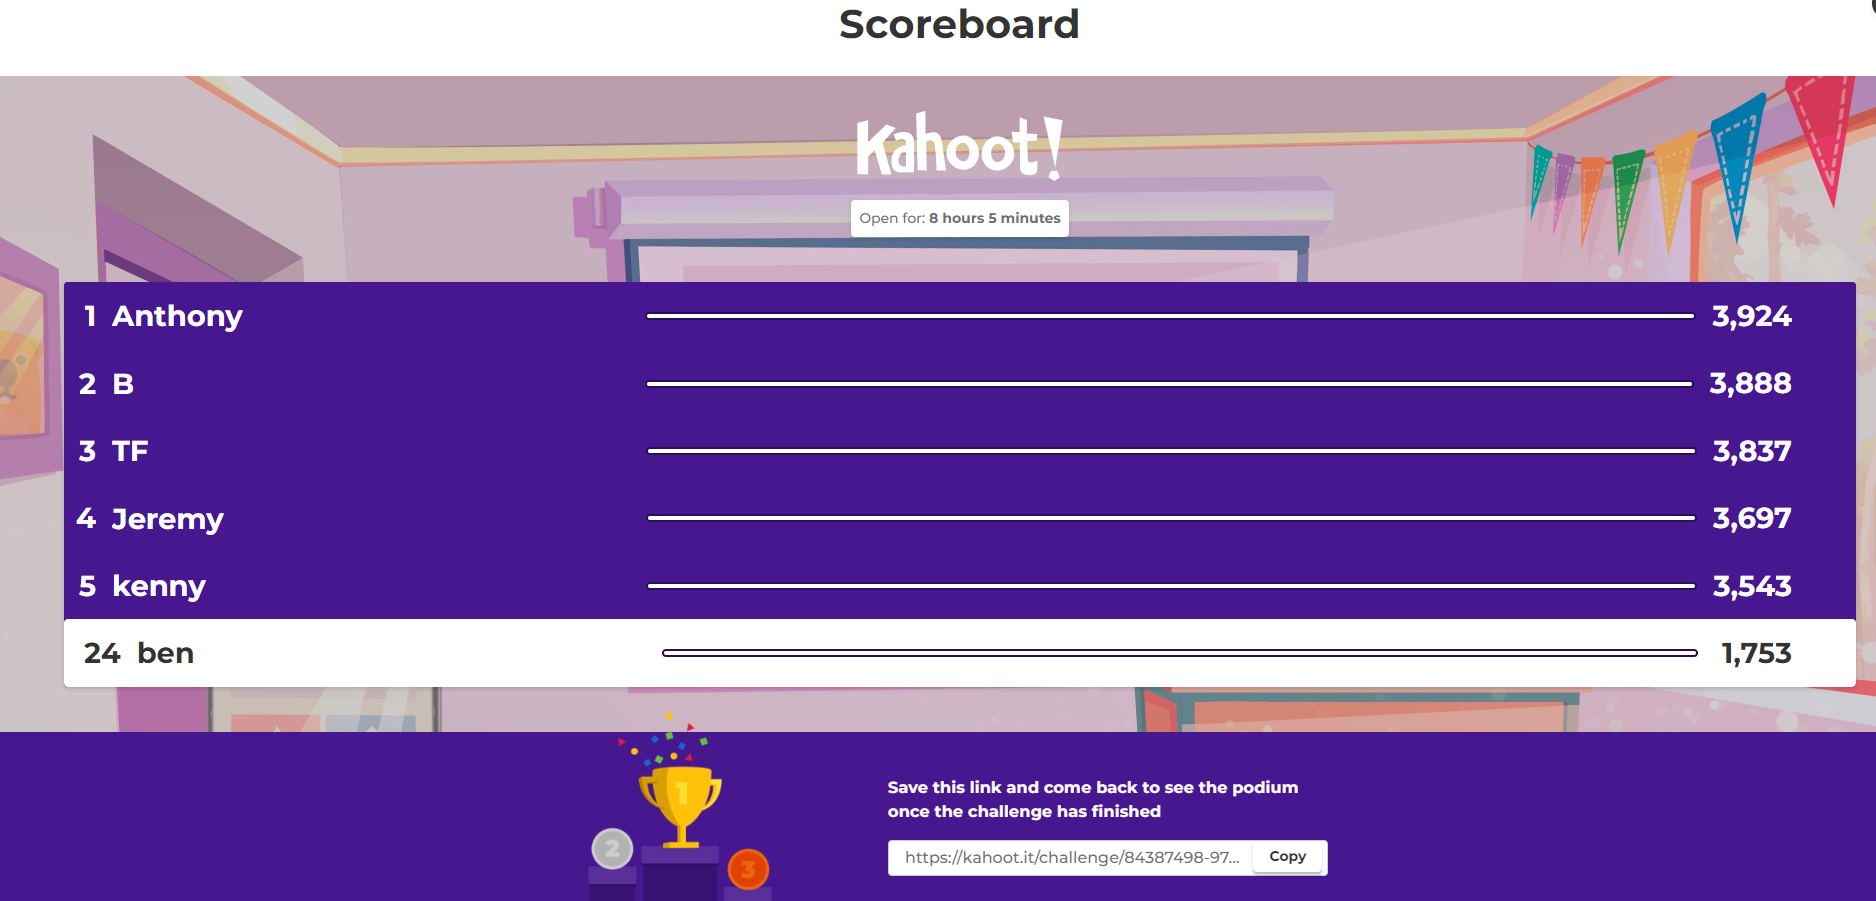 Scoreboard
Kahoot!
Open for: 8 hours 5 minutes
1 Anthony 3,924
2 B 3,888
3 TF 3,837
4 Jeremy 3,697
5 kenny 3,543
24 ben 1,753
1
2
3
Save this link and come back to see the podium
once the challenge has finished
https://kahoot.it/challenge/84387498-97... Copy